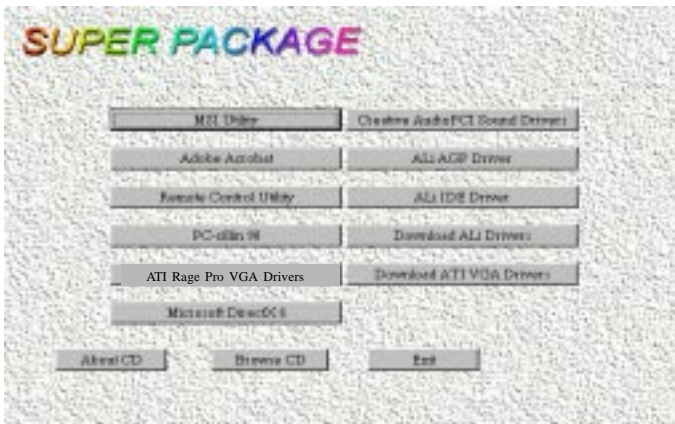 SUPER PACKAGE
MSI Utility
Creative AudioPCI Sound Drivers
Adobe Acrobat
ALi AGP Driver
Remote Control Utility
ALi IDE Driver
PC-cillin 98
Download ALi Drivers
ATI Rage Pro VGA Drivers
Download ATI VGA Drivers
Microsoft DirectX 6
About CD
Browse CD
Exit